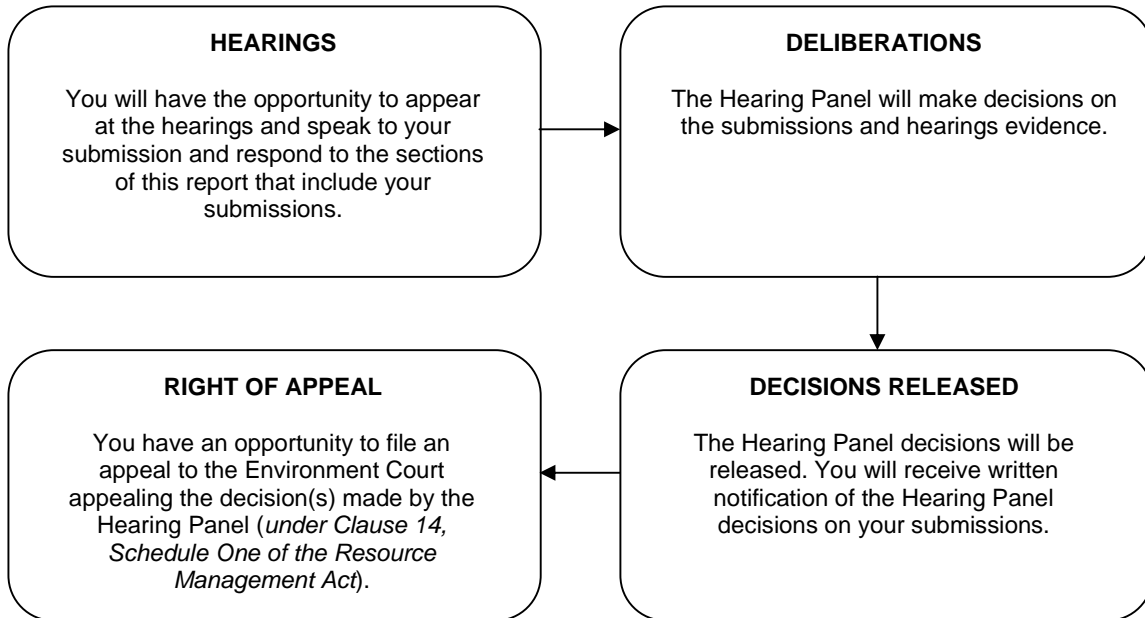 HEARINGS
You will have the opportunity to appear
at the hearings and speak to your
submission and respond to the sections
of this report that include your
submissions.
DELIBERATIONS
The Hearing Panel will make decisions on
the submissions and hearings evidence.
DECISIONS RELEASED
The Hearing Panel decisions will be
released. You will receive written
notification of the Hearing Panel
decisions on your submissions.
RIGHT OF APPEAL
You have an opportunity to file an
appeal to the Environment Court
appealing the decision(s) made by the
Hearing Panel (under Clause 14,
Schedule One of the Resource
Management Act).